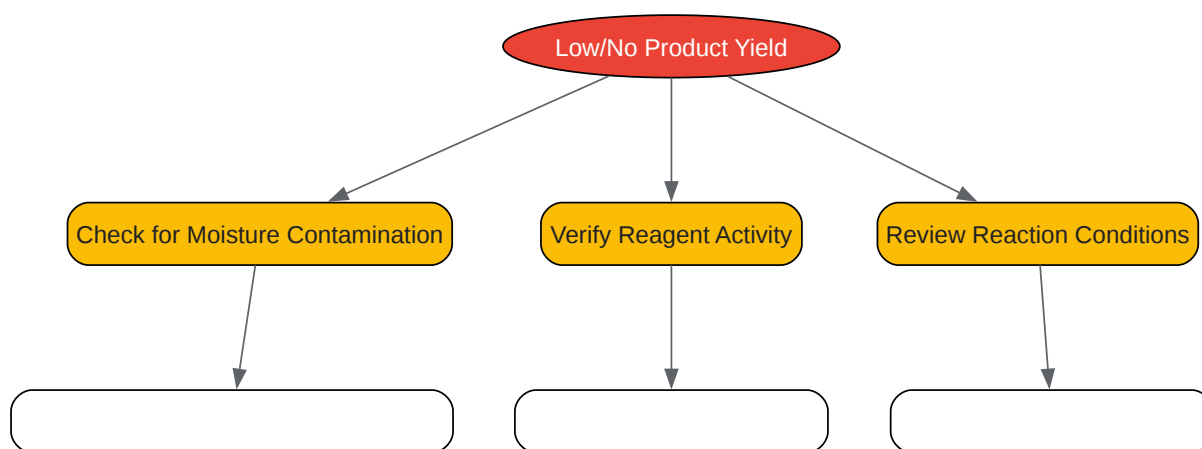 Low/No Product Yield
Check for Moisture Contamination
Verify Reagent Activity
Review Reaction Conditions